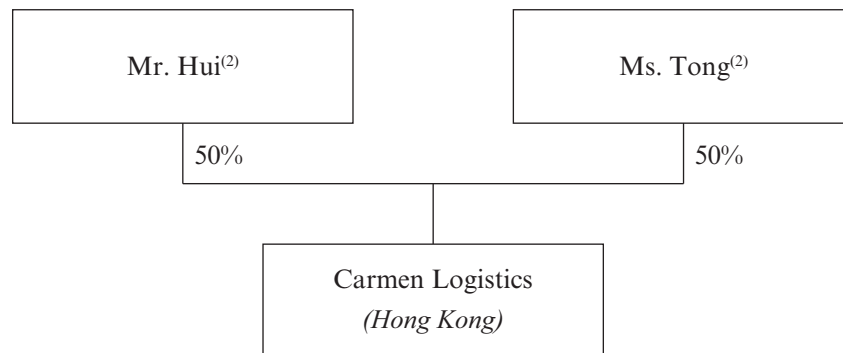 Mr. Hui(2)
Ms. Tong(2)
50%
50%
Carmen Logistics
(Hong Kong)